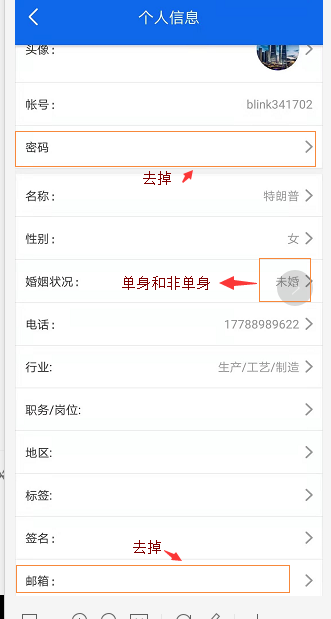 个人信息
头像：
帐号： blink341702
密码
去掉
名称： 特朗普
性别： 女
婚姻状况： 单身和非单身 未婚
电话： 17788989622
行业: 生产/工艺/制造
职务/岗位:
地区:
标签:
签名：
去掉
邮箱：